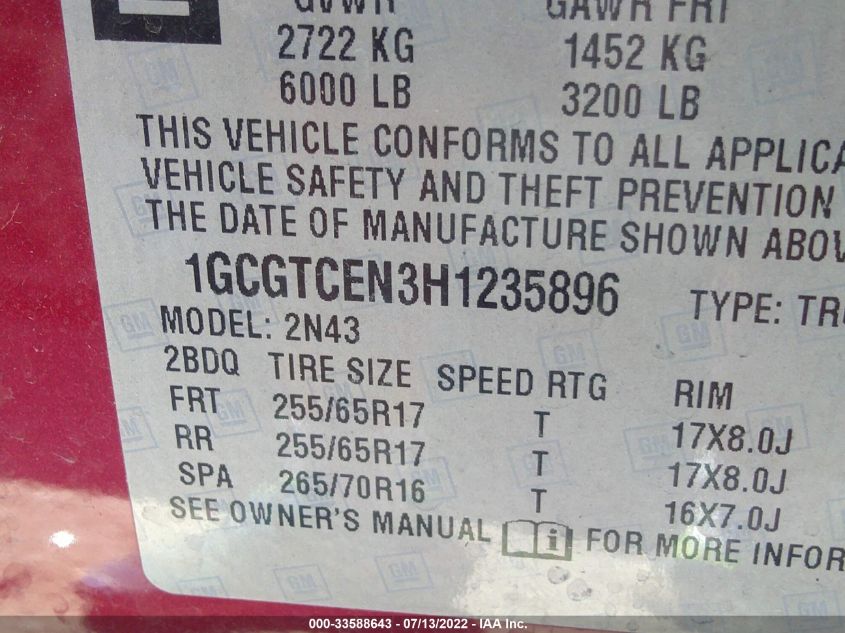 GVWR GAWR FRT
2722 KG 1452 KG
6000 LB 3200 LB
THIS VEHICLE CONFORMS TO ALL APPLICA
VEHICLE SAFETY AND THEFT PREVENTION
THE DATE OF MANUFACTURE SHOWN ABOV
1GCGTCEN3H1235896 TYPE: TR
MODEL: 2N43
2BDQ TIRE SIZE SPEED RTG RIM
FRT 255/65R17 T 17X8.0J
RR 255/65R17 T 17X8.0J
SPA 265/70R16 T 16X7.0J
SEE OWNER'S MANUAL i FOR MORE INFOR
000-33588643 / 07/13/2022 - IAA Inc.